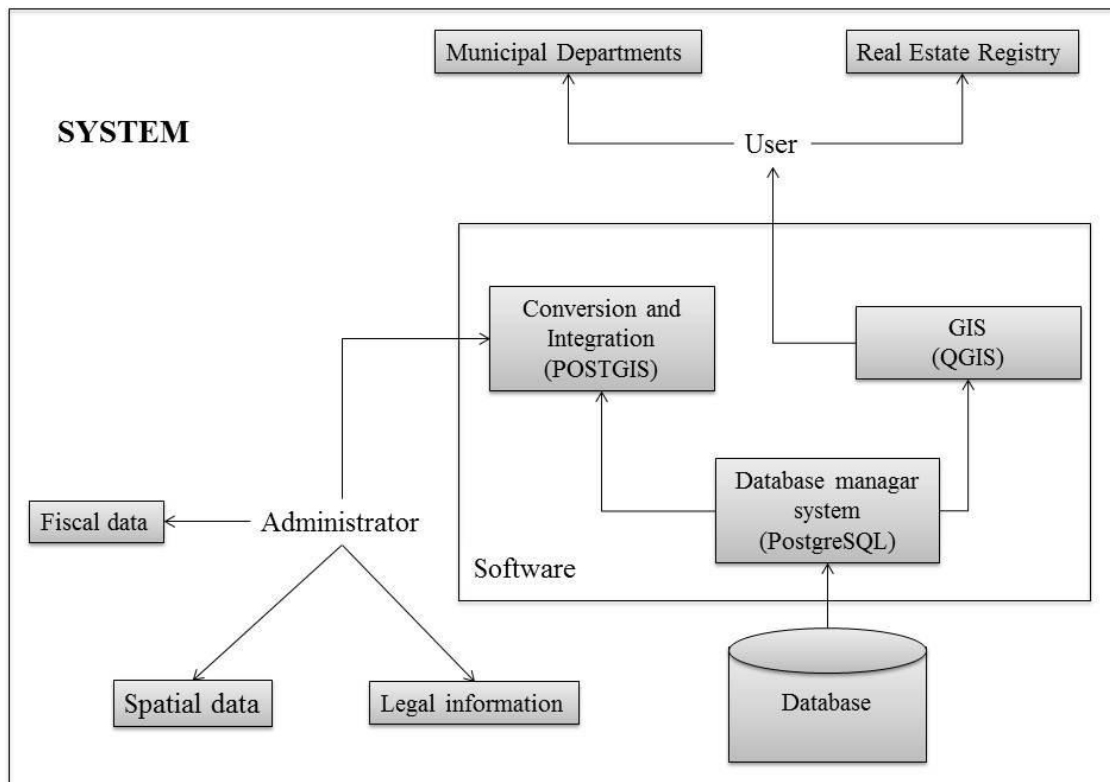 Municipal Departments
Real Estate Registry
SYSTEM
User
Conversion and
Integration
(POSTGIS)
GIS
(QGIS)
Database managar
system
(PostgreSQL)
Fiscal data
Administrator
Software
Spatial data
Legal information
Database